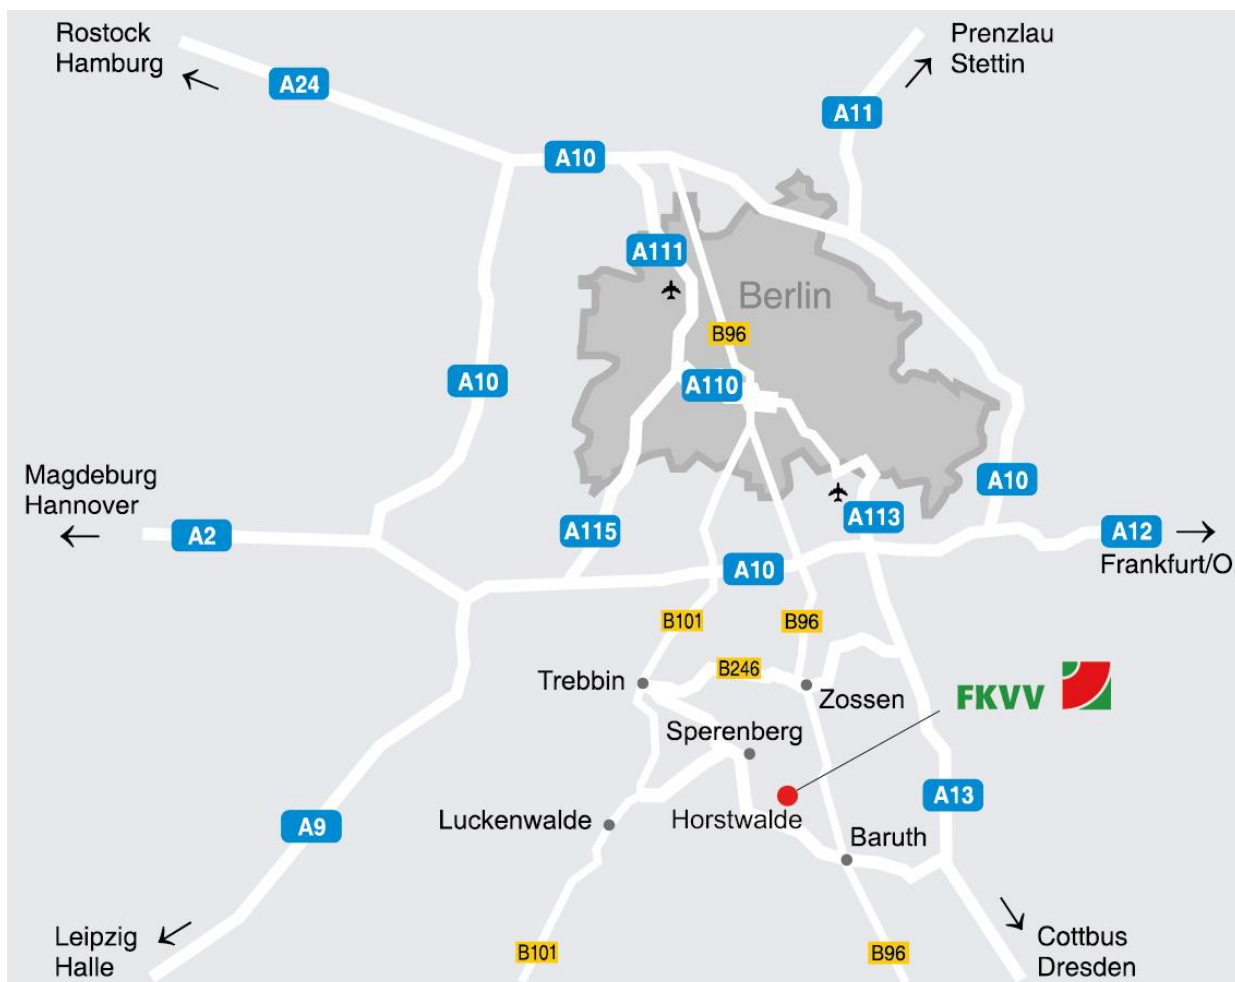 Rostock
Hamburg
A24
Prenzlau
Stettin
A11
A10
A111
Berlin
B96
A10
A110
Magdeburg
Hannover
A2
A115
A113
A10
A12
Frankfurt/O.
A10
B101
B96
B246
Trebbin
Zossen
FKVV
Sperenberg
A13
Horstwalde
Luckenwalde
A9
Baruth
Leipzig
Halle
B101
B96
Cottbus
Dresden